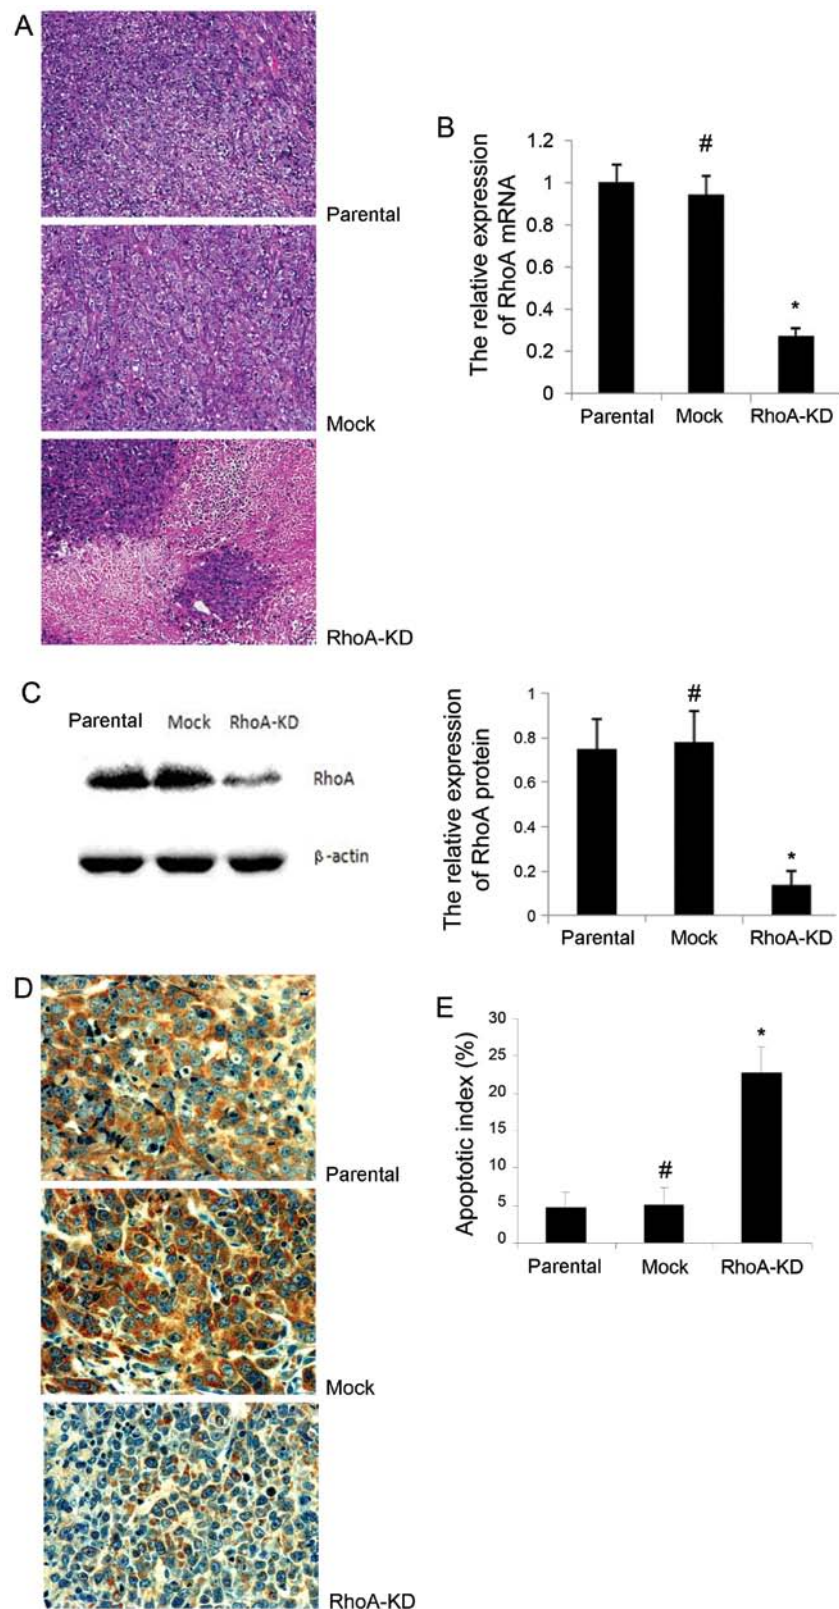 A
Parental
Mock
RhoA-KD
B
The relative expression
of RhoA mRNA
1.2
1
0.8
0.6
0.4
0.2
0
#
*
Parental Mock RhoA-KD
C
Parental Mock RhoA-KD
RhoA
β-actin
The relative expression
of RhoA protein
1
0.8
0.6
0.4
0.2
0
#
*
Parental Mock RhoA-KD
D
Parental
Mock
RhoA-KD
E
Apoptotic index (%)
30
25
20
15
10
5
0
#
*
Parental Mock RhoA-KD